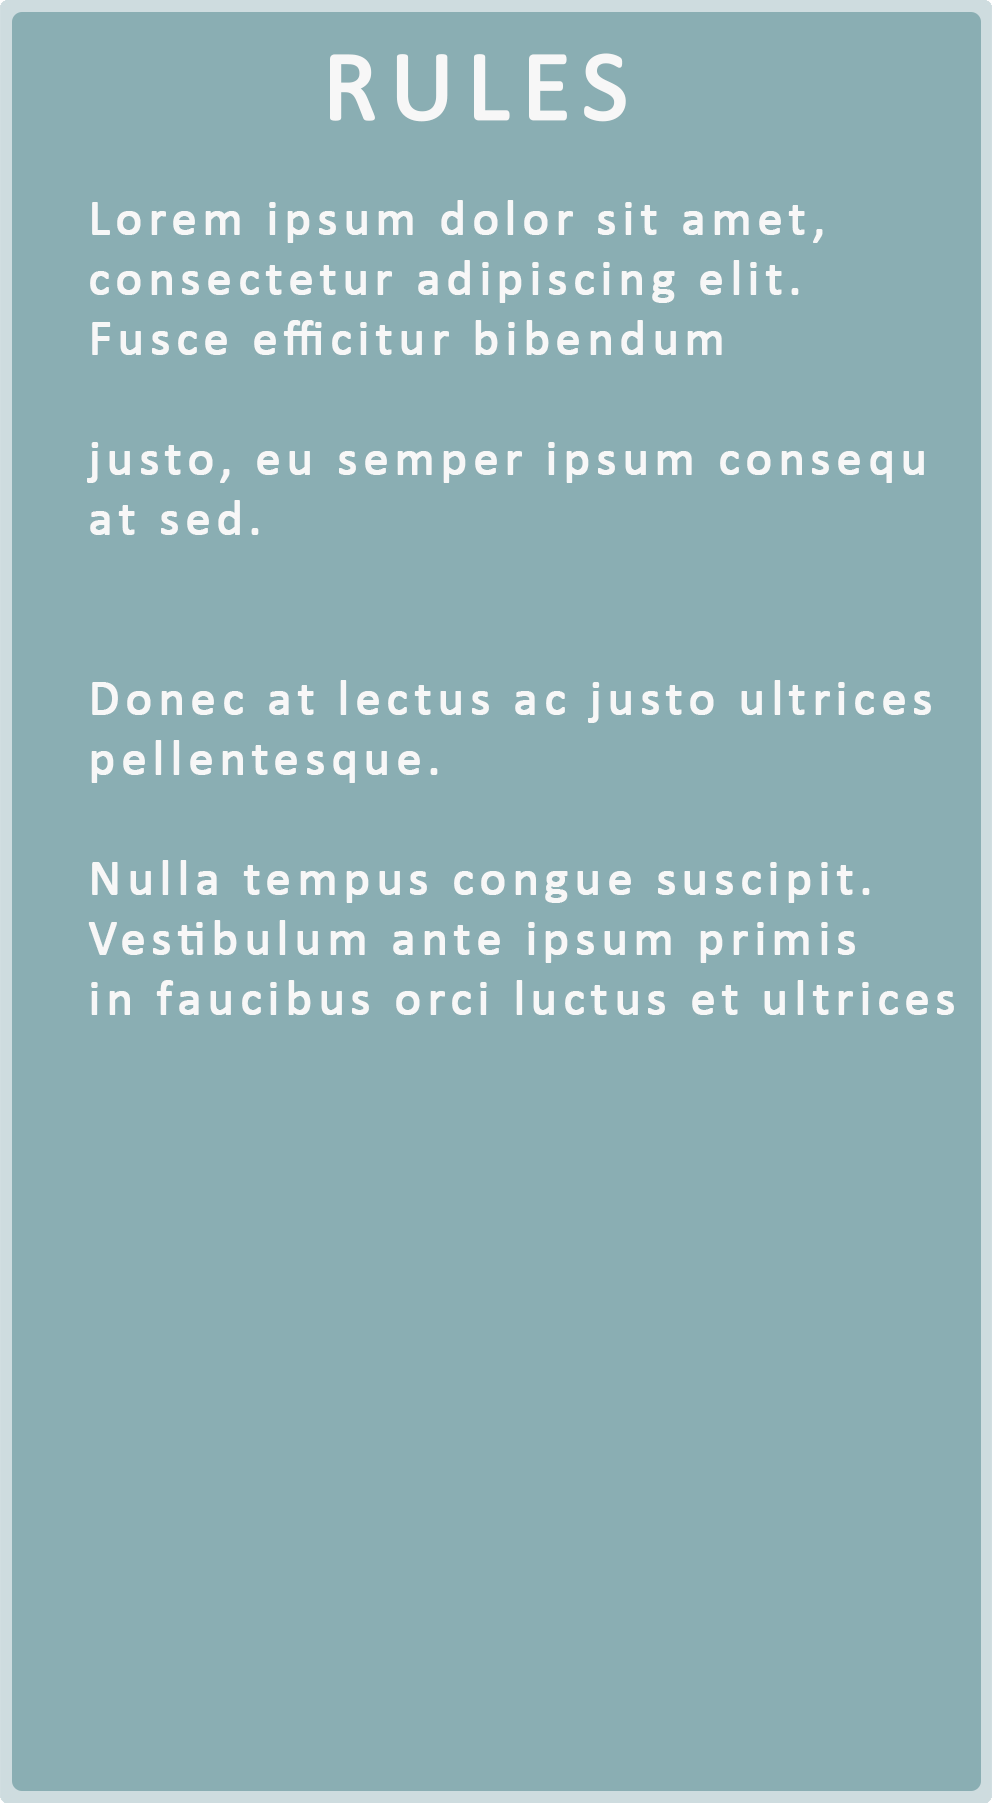 RULES
Lorem ipsum dolor sit amet,
consectetur adipiscing elit.
Fusce efficitur bibendum
justo, eu semper ipsum consequ
at sed.
Donec at lectus ac justo ultrices
pellentesque.
Nulla tempus congue suscipit.
Vestibulum ante ipsum primis
in faucibus orci luctus et ultrices